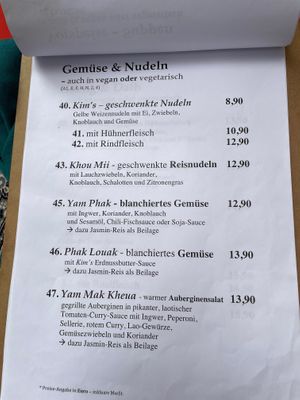 Gemüse & Nudeln
– auch in vegan oder vegetarisch
40. Kim's – geschwenkte Nudeln 8,90
Gelbe Weizennudeln mit Ei, Zwiebeln,
Knoblauch und Gemüse
41. mit Hühnerfleisch 10,90
42. mit Rindfleisch 12,90
43. Khou Mii - geschwenkte Reisnudeln 12,90
mit Lauchzwiebeln, Koriander,
Knoblauch, Schalotten und Zitronengras
45. Yam Phak - blanchiertes Gemüse 12,90
mit Ingwer, Koriander, Knoblauch
und Sesamöl, Chili-Fischsauce oder Soja-Sauce
→ dazu Jasmin-Reis als Beilage
46. Phak Louak - blanchiertes Gemüse 13,90
mit Kim's Erdnussbutter-Sauce
→ dazu Jasmin-Reis als Beilage
47. Yam Mak Kheua - warmer Auberginensalat 13,90
gegrillte Auberginen in pikanter, laotischer
Tomaten-Curry-Sauce mit Ingwer, Peperoni,
Sellerie, rotem Curry, Lao-Gewürze,
Gemüsezwiebeln und Koriander
→ dazu Jasmin-Reis als Beilage